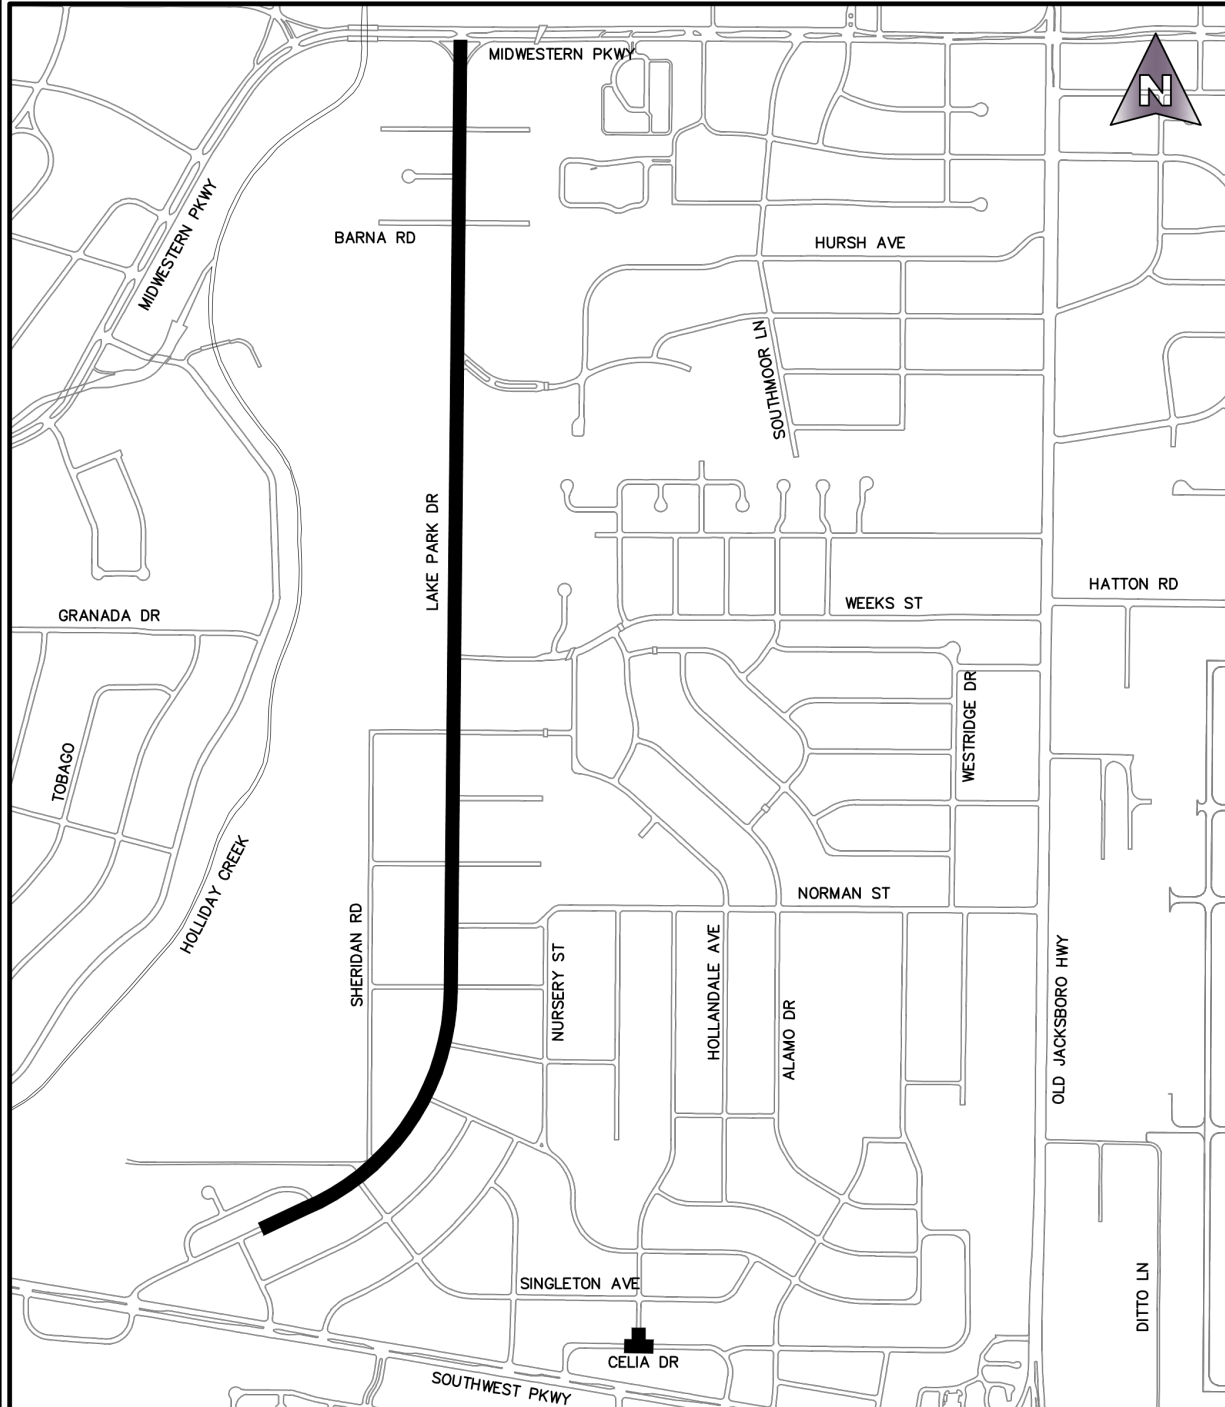 MIDWESTERN PKWY
N
MIDWESTERN PKWY
BARNA RD
HURSH AVE
SOUTHMOOR LN
LAKE PARK DR
HATTON RD
GRANADA DR
WEEKS ST
WESTRIDGE DR
TOBAGO
HOLLIDAY CREEK
NORMAN ST
SHERIDAN RD
NURSERY ST
HOLLANDALE AVE
ALAMO DR
OLD JACKSBORO HWY
SINGLETON AVE
DITTO LN
CELIA DR
SOUTHWEST PKWY